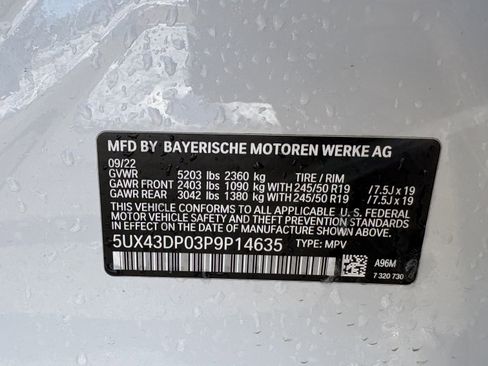 MFD BY BAYERISCHE MOTOREN WERKE AG
09/22
GVWR 5203 lbs 2360 kg TIRE / RIM
GAWR FRONT 2403 lbs 1090 kg WITH 245/50 R19 /7.5J x 19
GAWR REAR 3042 lbs 1380 kg WITH 245/50 R19 /7.5J x 19
THIS VEHICLE CONFORMS TO ALL APPLICABLE U. S. FEDERAL
MOTOR VEHICLE SAFETY AND THEFT PREVENTION STANDARDS
IN EFFECT ON THE DATE OF MANUFACTURE SHOWN ABOVE.
5UX43DP03P9P14635 TYPE: MPV
A96M
7 320 730